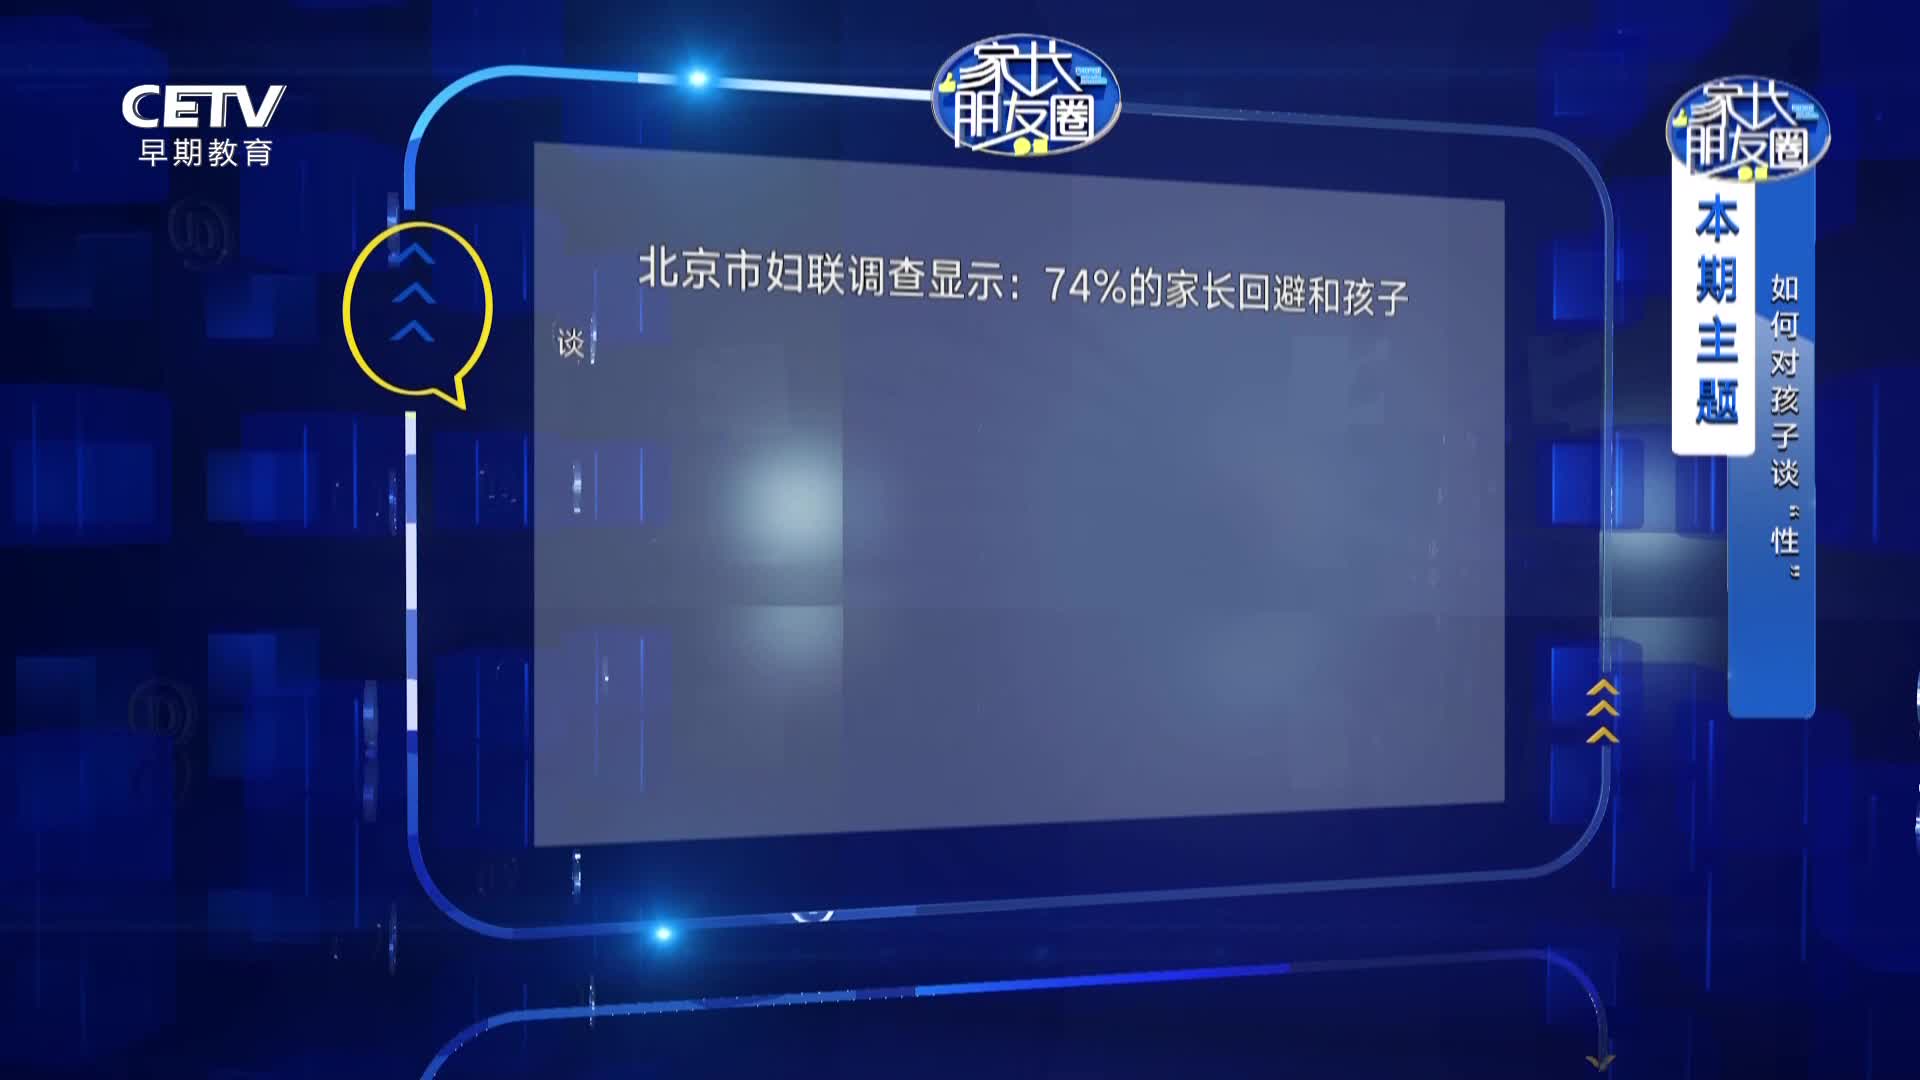 CETV
早期教育
家长
朋友圈
北京市妇联调查显示：74%的家长回避和孩子
谈
家长
朋友圈
本期主题
如何对孩子谈“性”